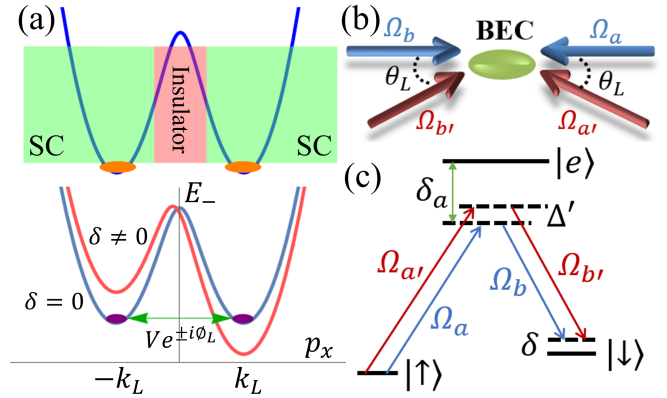 (a)
SC
Insulator
SC
E₋
δ ≠ 0
δ = 0
Ve^{±iϕ_L}
−k_L
k_L
p_x
(b)
BEC
Ω_b
Ω_a
θ_L
θ_L
Ω_{b′}
Ω_{a′}
(c)
|e⟩
δ_a
Δ′
Ω_{a′}
Ω_a
Ω_b
Ω_{b′}
δ
|↑⟩
|↓⟩